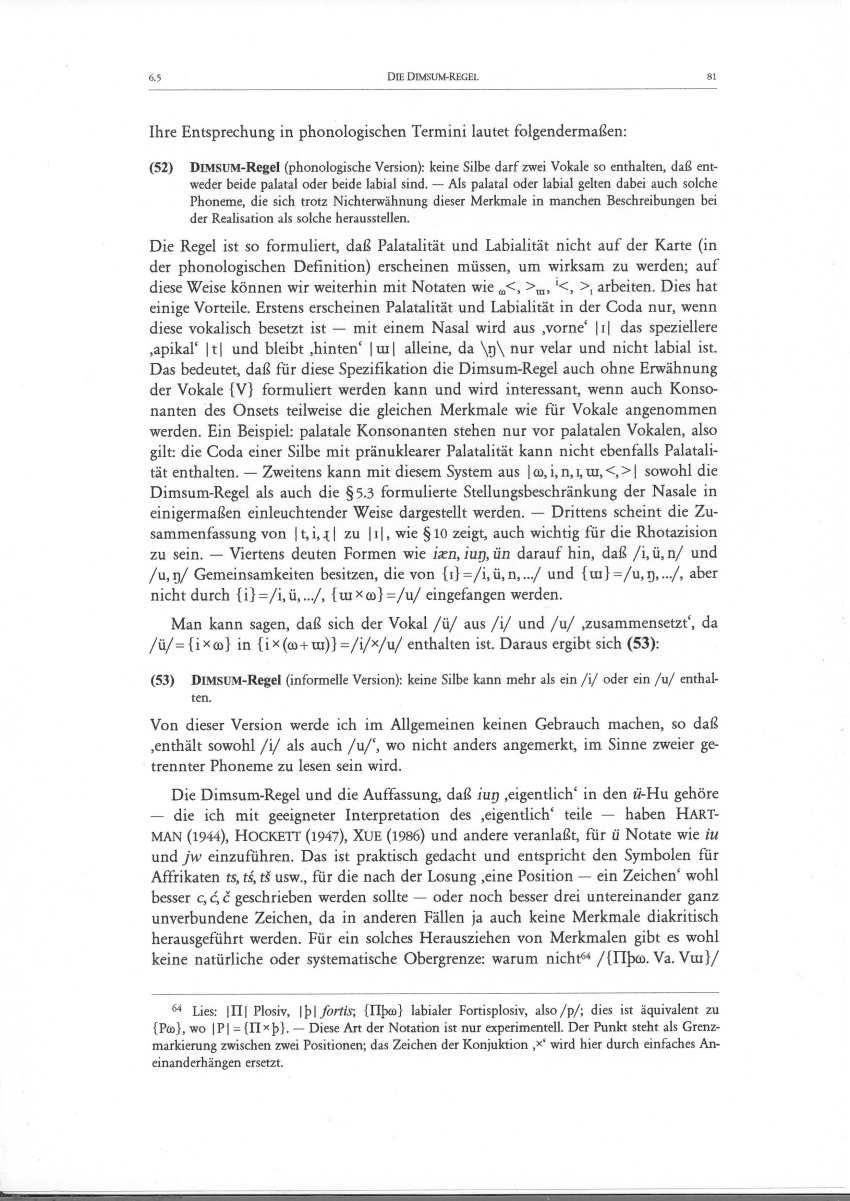 6.5 DIE DIMSUM-REGEL 81
Ihre Entsprechung in phonologischen Termini lautet folgendermaßen:
(52) DIMSUM-Regel (phonologische Version): keine Silbe darf zwei Vokale so enthalten, daß ent-
weder beide palatal oder beide labial sind. — Als palatal oder labial gelten dabei auch solche
Phoneme, die sich trotz Nichterwähnung dieser Merkmale in manchen Beschreibungen bei
der Realisation als solche herausstellen.
Die Regel ist so formuliert, daß Palatalität und Labialität nicht auf der Karte (in
der phonologischen Definition) erscheinen müssen, um wirksam zu werden; auf
diese Weise können wir weiterhin mit Notaten wie ω<, >ɯ, i<, >ɪ arbeiten. Dies hat
einige Vorteile. Erstens erscheinen Palatalität und Labialität in der Coda nur, wenn
diese vokalisch besetzt ist — mit einem Nasal wird aus ‚vorne‘ |ɪ| das speziellere
‚apikal‘ |t| und bleibt ‚hinten‘ |ɯ| alleine, da \ŋ\ nur velar und nicht labial ist.
Das bedeutet, daß für diese Spezifikation die Dimsum-Regel auch ohne Erwähnung
der Vokale {V} formuliert werden kann und wird interessant, wenn auch Konso-
nanten des Onsets teilweise die gleichen Merkmale wie für Vokale angenommen
werden. Ein Beispiel: palatale Konsonanten stehen nur vor palatalen Vokalen, also
gilt: die Coda einer Silbe mit pränuklearer Palatalität kann nicht ebenfalls Palatali-
tät enthalten. — Zweitens kann mit diesem System aus |ω, i, n, ɪ, ɯ, <, >| sowohl die
Dimsum-Regel als auch die § 5.3 formulierte Stellungsbeschränkung der Nasale in
einigermaßen einleuchtender Weise dargestellt werden. — Drittens scheint die Zu-
sammenfassung von |t, i, | zu |ɪ|, wie § 10 zeigt, auch wichtig für die Rhotazision
zu sein. — Viertens deuten Formen wie iæn, iuŋ, ün darauf hin, daß /i, ü, n/ und
/u, ŋ/ Gemeinsamkeiten besitzen, die von {ɪ}=/i, ü, n, .../ und {ɯ}=/u, ŋ, .../, aber
nicht durch {i}=/i, ü, .../, {ɯ×ω}=/u/ eingefangen werden.
Man kann sagen, daß sich der Vokal /ü/ aus /i/ und /u/ ‚zusammensetzt‘, da
/ü/={i×ω} in {i×(ω+ɯ)}=/i/×/u/ enthalten ist. Daraus ergibt sich (53):
(53) DIMSUM-Regel (informelle Version): keine Silbe kann mehr als ein /i/ oder ein /u/ enthal-
ten.
Von dieser Version werde ich im Allgemeinen keinen Gebrauch machen, so daß
‚enthält sowohl /i/ als auch /u/‘, wo nicht anders angemerkt, im Sinne zweier ge-
trennter Phoneme zu lesen sein wird.
Die Dimsum-Regel und die Auffassung, daß iuŋ ‚eigentlich‘ in den ü-Hu gehöre
— die ich mit geeigneter Interpretation des ‚eigentlich‘ teile — haben HART-
MAN (1944), HOCKETT (1947), XUE (1986) und andere veranlaßt, für ü Notate wie iu
und jw einzuführen. Das ist praktisch gedacht und entspricht den Symbolen für
Affrikaten ts, tś, tš usw., für die nach der Losung ‚eine Position — ein Zeichen‘ wohl
besser c, ć, č geschrieben werden sollte — oder noch besser drei untereinander ganz
unverbundene Zeichen, da in anderen Fällen ja auch keine Merkmale diakritisch
herausgeführt werden. Für ein solches Herausziehen von Merkmalen gibt es wohl
keine natürliche oder systematische Obergrenze: warum nicht64 /{Πþω. Va. Vɯ}/
64 Lies: |Π| Plosiv, |þ| fortis; {Πþω} labialer Fortisplosiv, also /p/; dies ist äquivalent zu
{Pω}, wo |P|={Π×þ}. — Diese Art der Notation ist nur experimentell. Der Punkt steht als Grenz-
markierung zwischen zwei Positionen; das Zeichen der Konjuktion ‚×‘ wird hier durch einfaches An-
einanderhängen ersetzt.